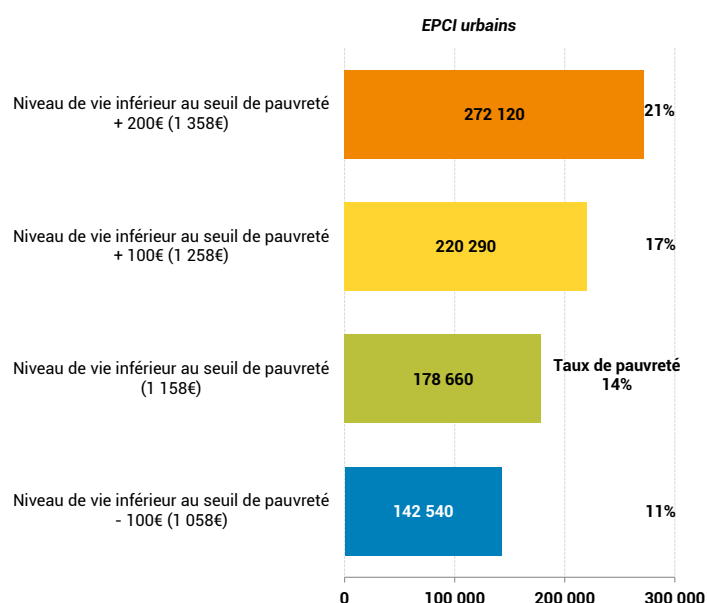 EPCI urbains
Niveau de vie inférieur au seuil de pauvreté
+ 200€ (1 358€)
272 120
21%
Niveau de vie inférieur au seuil de pauvreté
+ 100€ (1 258€)
220 290
17%
Niveau de vie inférieur au seuil de pauvreté
(1 158€)
178 660
Taux de pauvreté
14%
Niveau de vie inférieur au seuil de pauvreté
- 100€ (1 058€)
142 540
11%
0 100 000 200 000 300 000